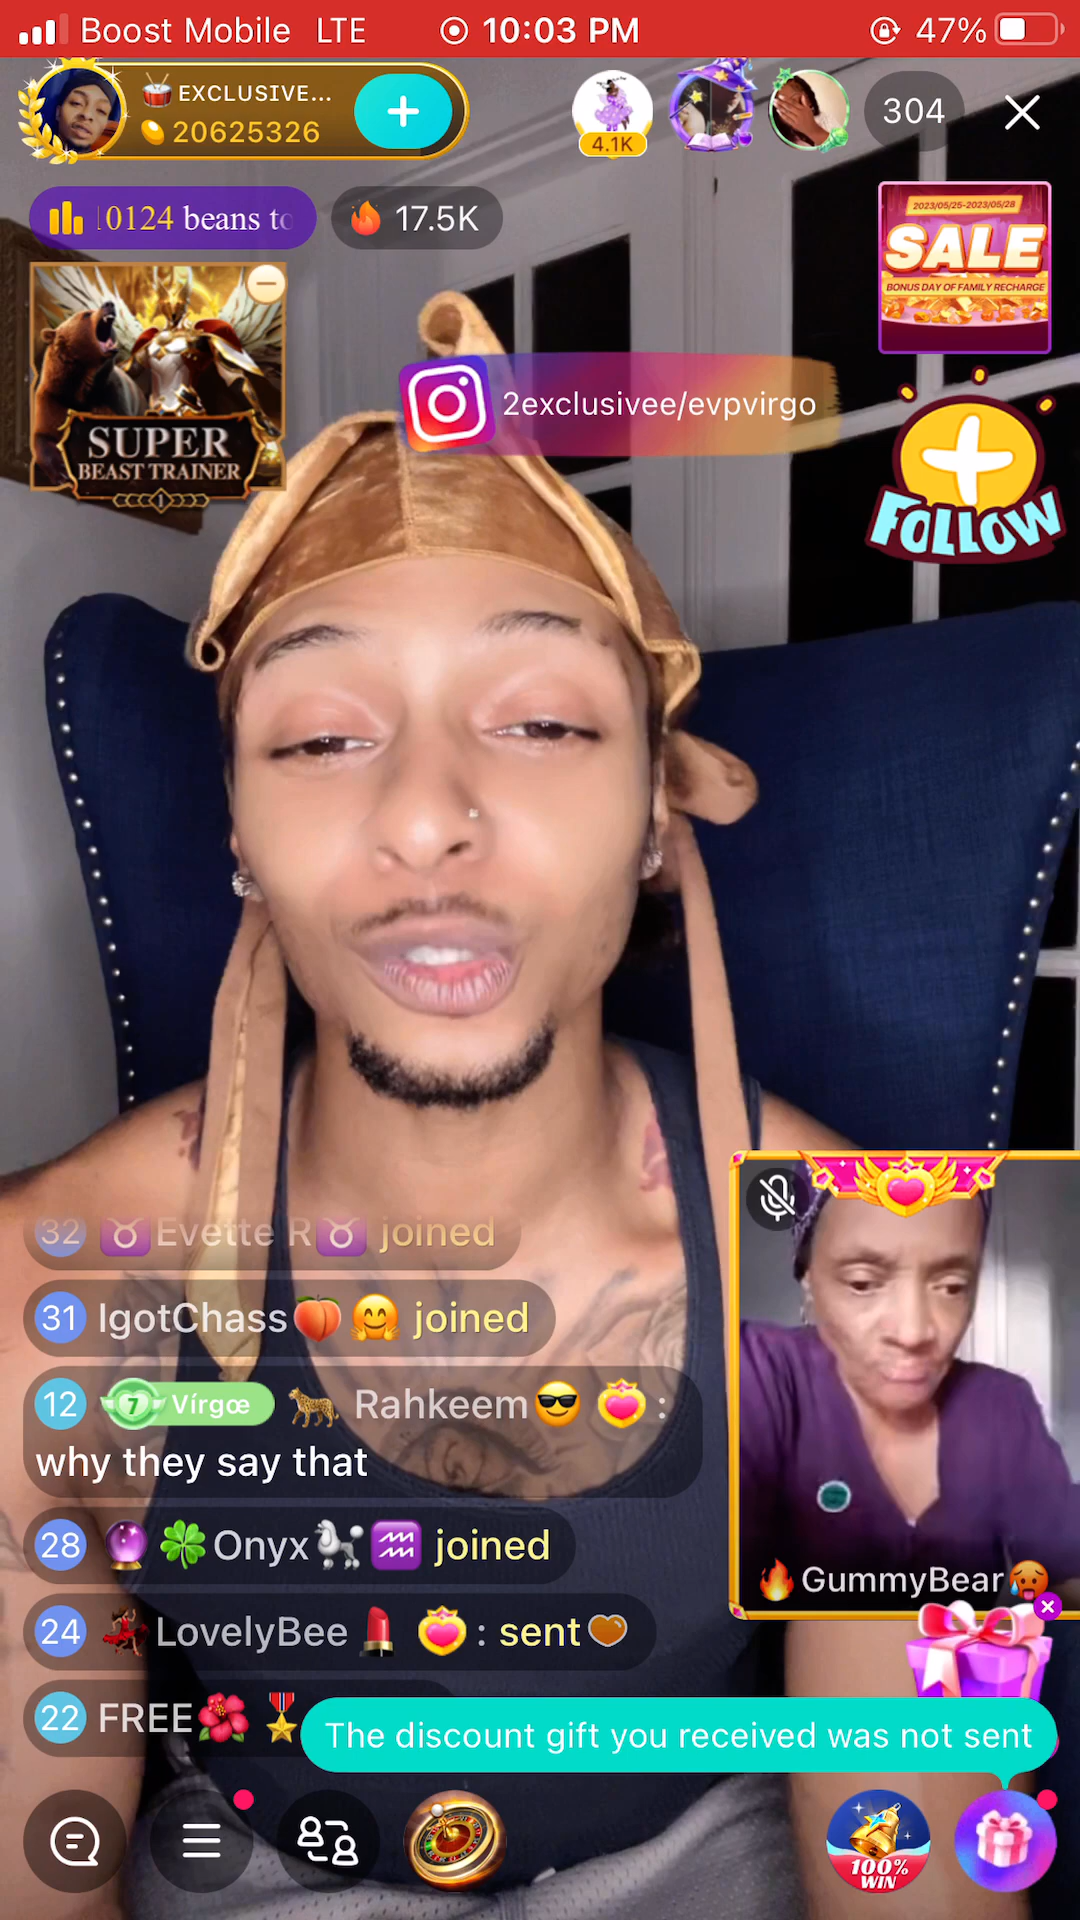 Boost Mobile LTE 10:03 PM 47%
EXCLUSIVE...
20625326
4.1K
304
0124 beans to
17.5K
2023/05/25-2023/05/28
SALE
BONUS DAY OF FAMILY RECHARGE
SUPER
BEAST TRAINER
1
2exclusivee/evpvirgo
FOLLOW
32 ♉Evette R♉ joined
31 IgotChass🍑🤗 joined
12 7 Vírgœ 🐆 Rahkeem😎 :
why they say that
28 🔮🍀Onyx🐩♒ joined
24 💃LovelyBee💄 : sent🧡
22 FREE🌺🎖
🔥GummyBear🥵
The discount gift you received was not sent
100%
WIN